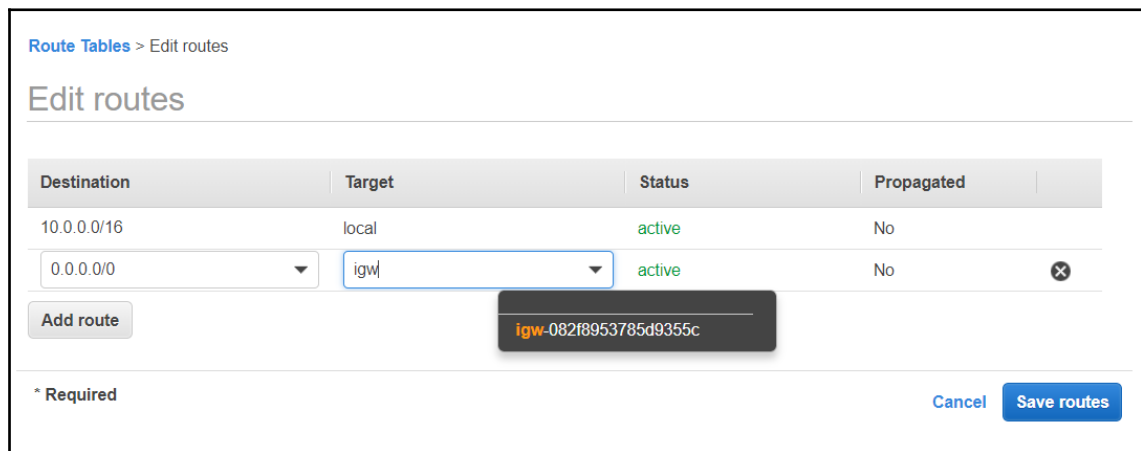 Route Tables > Edit routes
Edit routes
Destination Target Status Propagated
10.0.0.0/16 local active No
0.0.0.0/0 igw active No
igw-082f8953785d9355c
Add route
* Required
Cancel Save routes